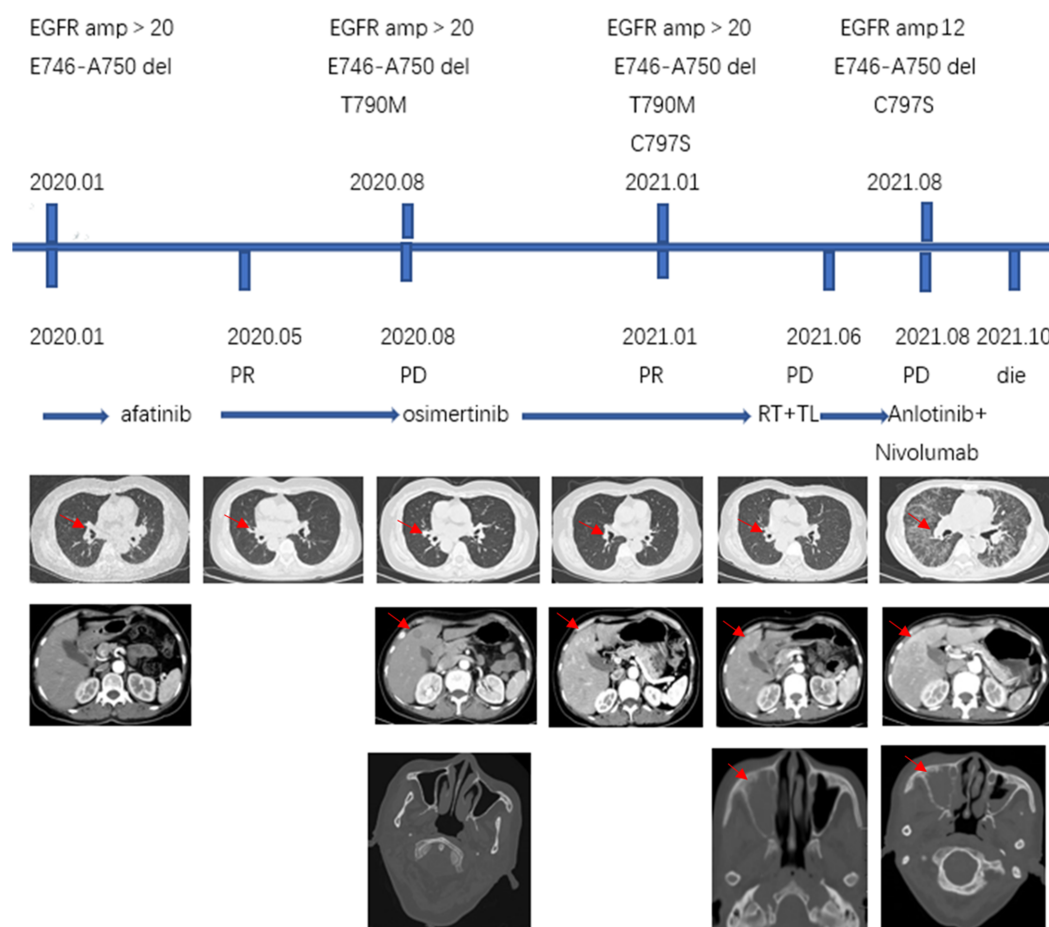 EGFR amp > 20 EGFR amp > 20 EGFR amp > 20 EGFR amp 12
E746-A750 del E746-A750 del E746-A750 del E746-A750 del
T790M T790M C797S
C797S
2020.01 2020.08 2021.01 2021.08
2020.01 2020.05 2020.08 2021.01 2021.06 2021.08 2021.10
PR PD PR PD PD die
afatinib osimertinib RT+TL Anlotinib+
Nivolumab